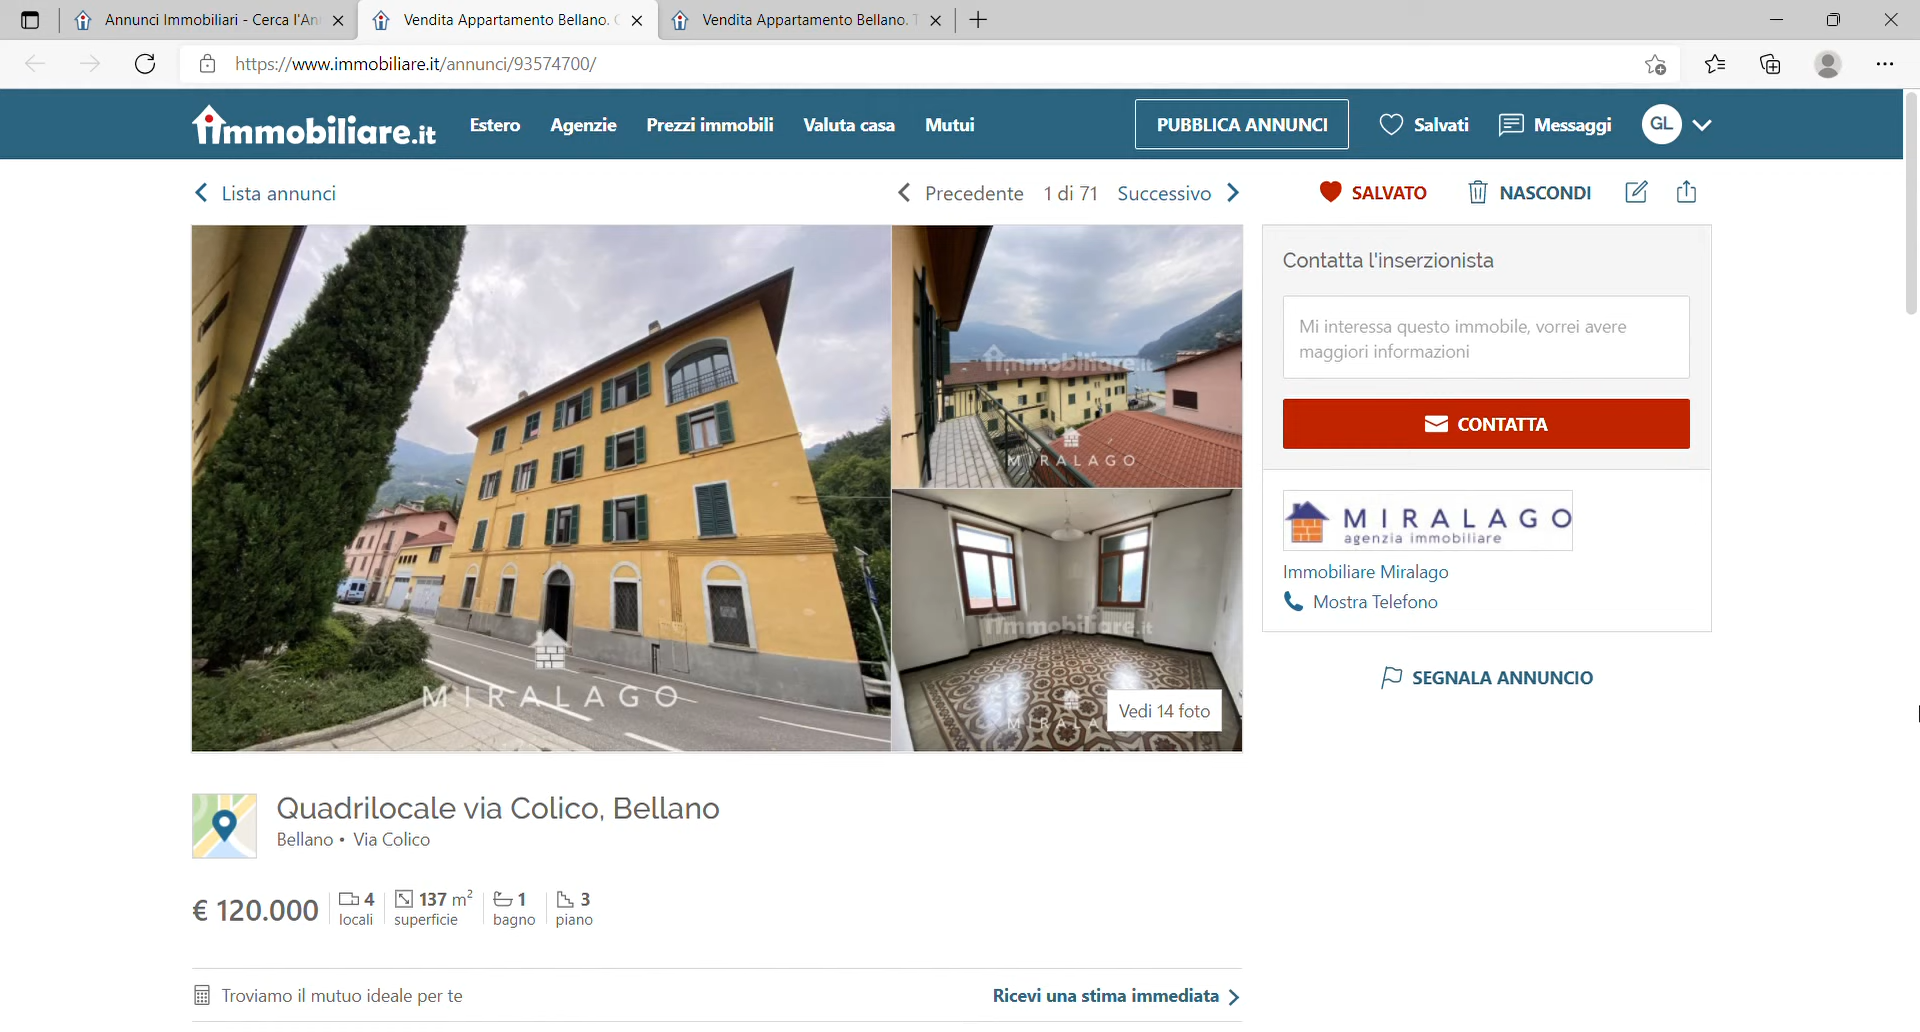 Annunci Immobiliari - Cerca l'An
Vendita Appartamento Bellano.
Vendita Appartamento Bellano. T
https://www.immobiliare.it/annunci/93574700/
immobiliare.it
Estero
Agenzie
Prezzi immobili
Valuta casa
Mutui
PUBBLICA ANNUNCI
Salvati
Messaggi
GL
Lista annunci
Precedente
1 di 71
Successivo
SALVATO
NASCONDI
immobiliare.it
MIRALAGO
MIRALAGO
immobiliare.it
MIRALA
Vedi 14 foto
Contatta l'inserzionista
Mi interessa questo immobile, vorrei avere
maggiori informazioni
CONTATTA
MIRALAGO
agenzia immobiliare
Immobiliare Miralago
Mostra Telefono
SEGNALA ANNUNCIO
Quadrilocale via Colico, Bellano
Bellano • Via Colico
€ 120.000
4
locali
137 m²
superficie
1
bagno
3
piano
Troviamo il mutuo ideale per te
Ricevi una stima immediata